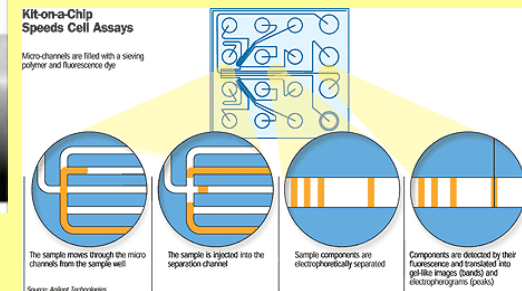 Kit-on-a-Chip
Speeds Cell Assays
Micro-channels are filled with a sieving
polymer and fluorescence dye
The sample moves through the micro
channels from the sample well
The sample is injected into the
separation channel
Sample components are
electrophoretically separated
Components are detected by their
fluorescence and translated into
gel-like images (bands) and
electropherograms (peaks)
Source: Agilent Technologies